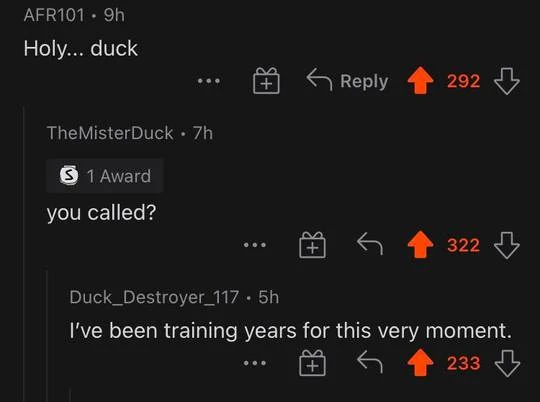 AFR101 • 9h
Holy... duck
Reply 292
TheMisterDuck • 7h
S 1 Award
you called?
322
Duck_Destroyer_117 • 5h
I’ve been training years for this very moment.
233